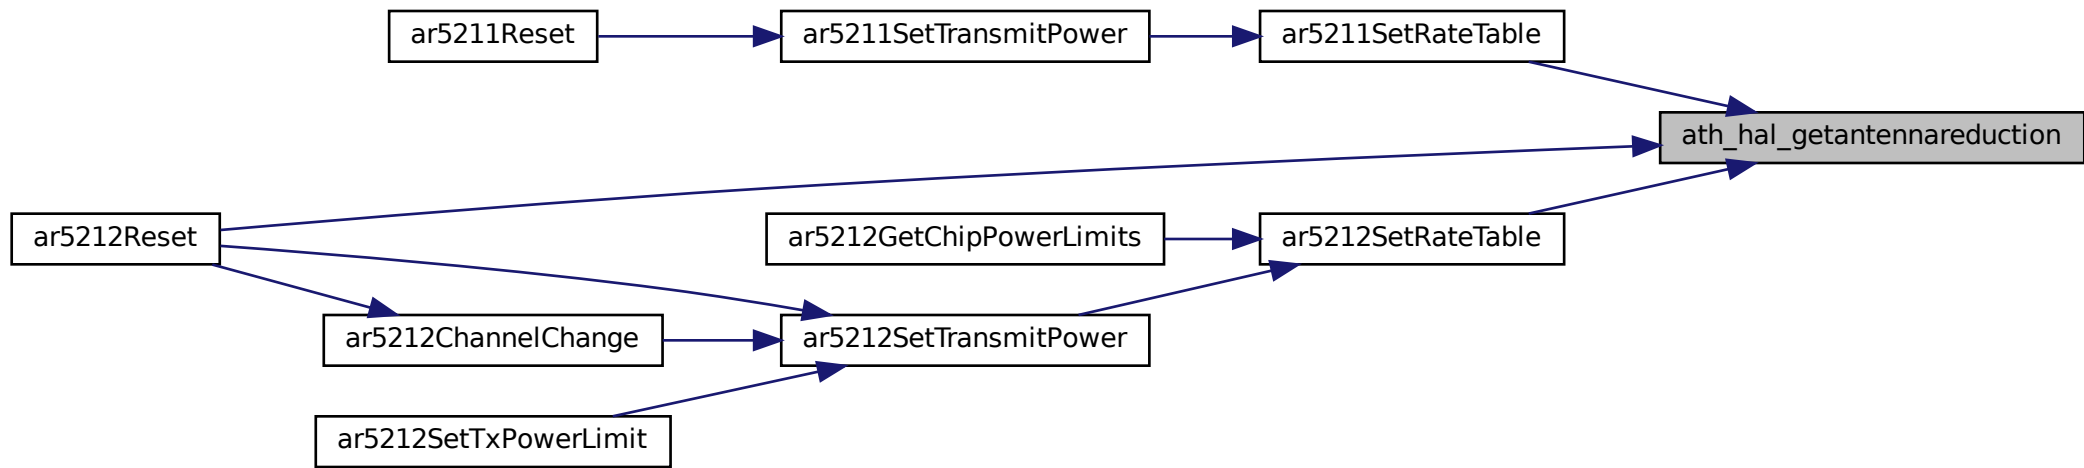 ar5211Reset
ar5211SetTransmitPower
ar5211SetRateTable
ath_hal_getantennareduction
ar5212Reset
ar5212GetChipPowerLimits
ar5212SetRateTable
ar5212ChannelChange
ar5212SetTransmitPower
ar5212SetTxPowerLimit